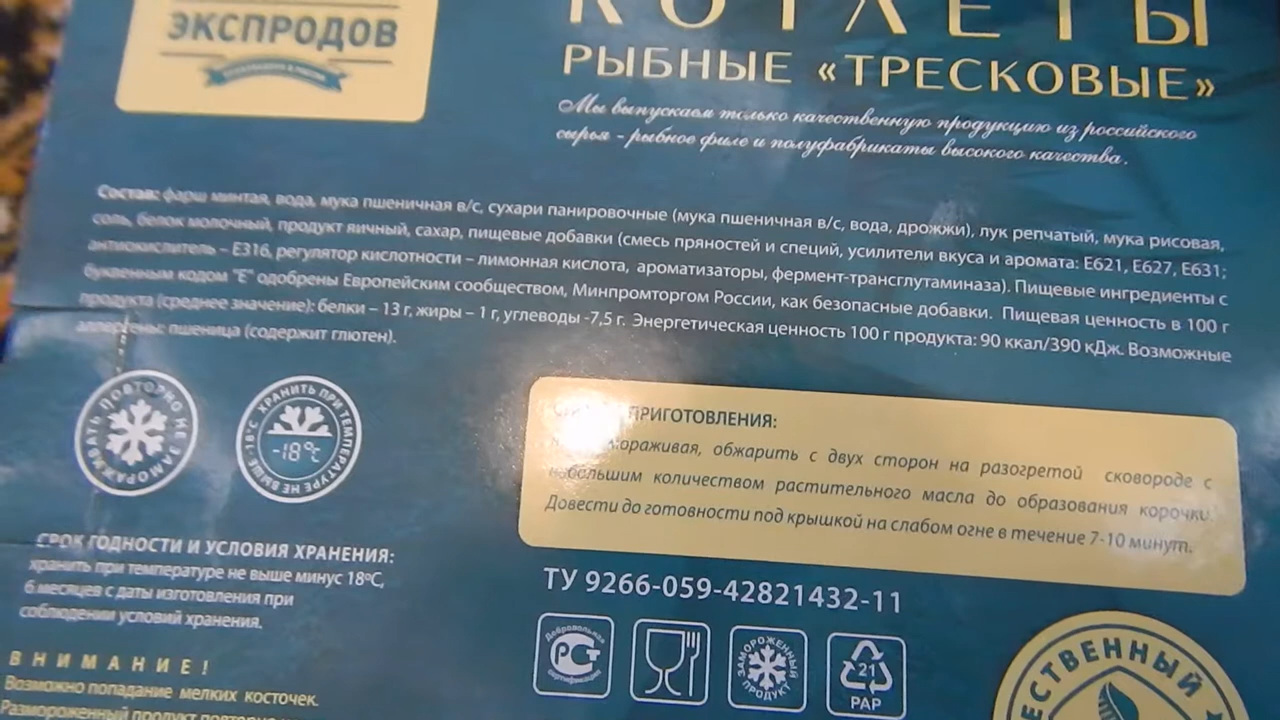 ЭКСПРОДОВ
КОТЛЕТЫ
РЫБНЫЕ «ТРЕСКОВЫЕ»
Мы выпускаем только качественную продукцию из российского
сырья - рыбное филе и полуфабрикаты высокого качества.
Состав: фарш минтая, вода, мука пшеничная в/с, сухари панировочные (мука пшеничная в/с, вода, дрожжи), лук репчатый, мука рисовая,
соль, белок молочный, продукт яичный, сахар, пищевые добавки (смесь пряностей и специй, усилители вкуса и аромата: Е621, Е627, Е631;
антиокислитель – Е316, регулятор кислотности – лимонная кислота, ароматизаторы, фермент-трансглутаминаза). Пищевые ингредиенты с
буквенным кодом "Е" одобрены Европейским сообществом, Минпромторгом России, как безопасные добавки. Пищевая ценность в 100 г
продукта (среднее значение): белки – 13 г, жиры – 1 г, углеводы -7,5 г. Энергетическая ценность 100 г продукта: 90 ккал/390 кДж. Возможные
аллергены: пшеница (содержит глютен).
ПОВТОРНО НЕ ЗАМОРАЖИВАТЬ
ХРАНИТЬ ПРИ ТЕМПЕРАТУРЕ НЕ ВЫШЕ -18°С
-18°С
ПРИГОТОВЛЕНИЯ:
обжарить с двух сторон на разогретой сковороде с
небольшим количеством растительного масла до образования корочки.
Довести до готовности под крышкой на слабом огне в течение 7-10 минут.
СРОК ГОДНОСТИ И УСЛОВИЯ ХРАНЕНИЯ:
хранить при температуре не выше минус 18ºС,
6 месяцев с даты изготовления при
соблюдении условий хранения.
ТУ 9266-059-42821432-11
Добровольная
РСТ
сертификация
ЗАМОРОЖЕННЫЙ
ПРОДУКТ
21
PAP
ВНИМАНИЕ!
Возможно попадание мелких косточек.
Размороженный продукт повторно
ЕСТВЕННЫЙ